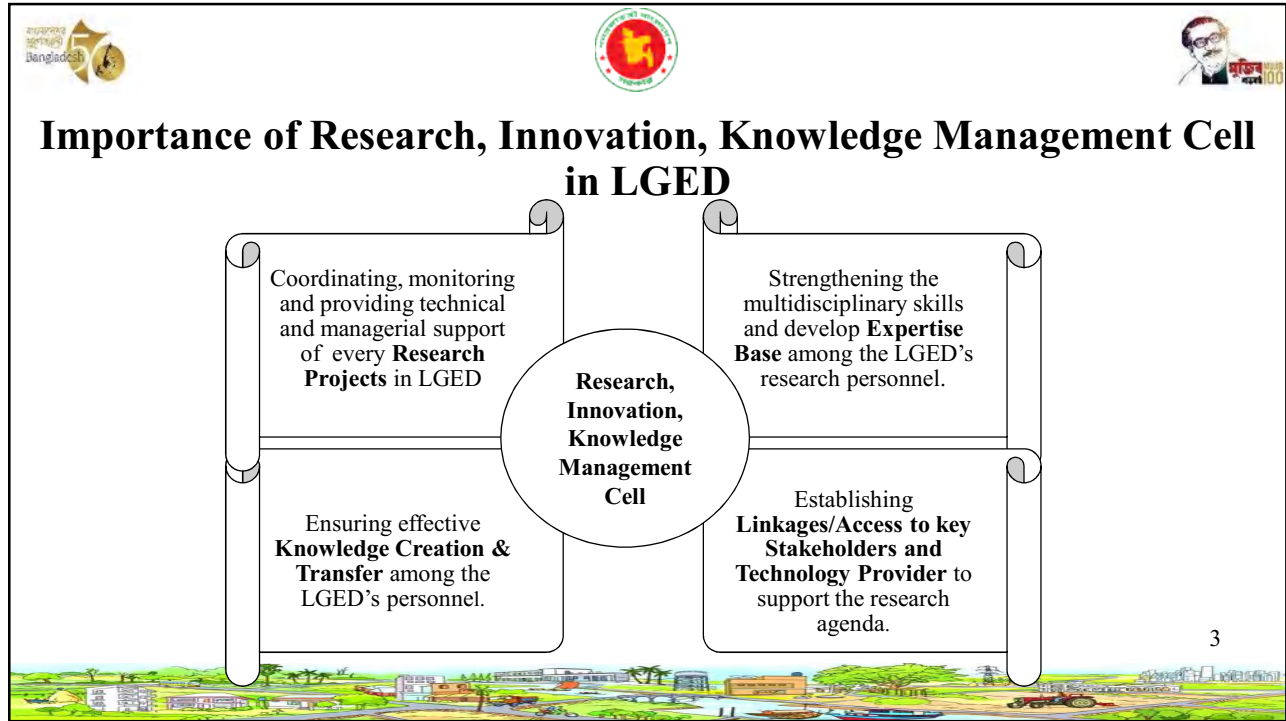 Bangladesh
50
মুজিব
100
Importance of Research, Innovation, Knowledge Management Cell
in LGED
Coordinating, monitoring
and providing technical
and managerial support
of every Research
Projects in LGED
Strengthening the
multidisciplinary skills
and develop Expertise
Base among the LGED’s
research personnel.
Research,
Innovation,
Knowledge
Management
Cell
Ensuring effective
Knowledge Creation &
Transfer among the
LGED’s personnel.
Establishing
Linkages/Access to key
Stakeholders and
Technology Provider to
support the research
agenda.
3